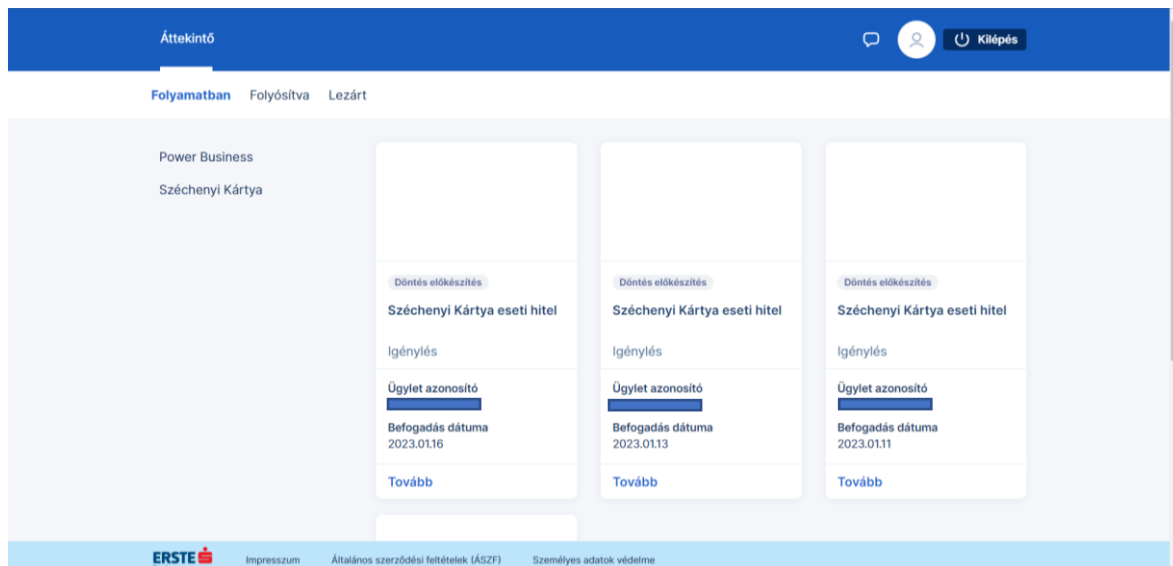 Áttekintő
Kilépés
Folyamatban Folyósítva Lezárt
Power Business
Széchenyi Kártya
Döntés előkészítés
Széchenyi Kártya eseti hitel
Igénylés
Ügylet azonosító
Befogadás dátuma
2023.01.16
Tovább
Döntés előkészítés
Széchenyi Kártya eseti hitel
Igénylés
Ügylet azonosító
Befogadás dátuma
2023.01.13
Tovább
Döntés előkészítés
Széchenyi Kártya eseti hitel
Igénylés
Ügylet azonosító
Befogadás dátuma
2023.01.11
Tovább
ERSTE Impresszum Általános szerződési feltételek (ÁSZF) Személyes adatok védelme